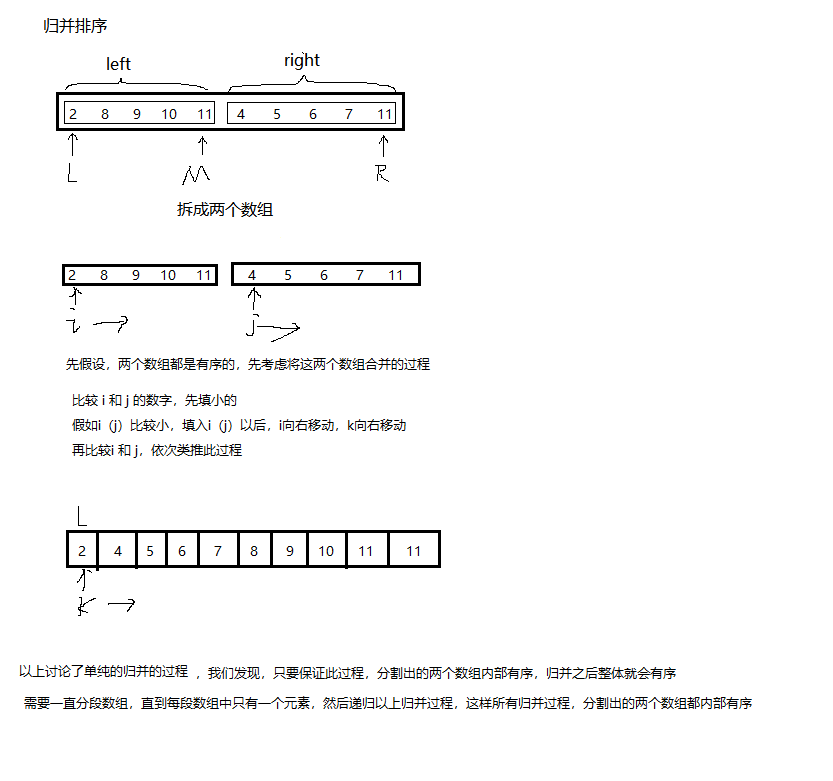 归并排序
left right
2 8 9 10 11 4 5 6 7 11
L M R
拆成两个数组
2 8 9 10 11 4 5 6 7 11
i j
先假设，两个数组都是有序的，先考虑将这两个数组合并的过程
比较 i 和 j 的数字，先填小的
假如i（j）比较小，填入i（j）以后，i向右移动，k向右移动
再比较i 和 j，依次类推此过程
L
2 4 5 6 7 8 9 10 11 11
k
以上讨论了单纯的归并的过程 ，我们发现，只要保证此过程，分割出的两个数组内部有序，归并之后整体就会有序
需要一直分段数组，直到每段数组中只有一个元素，然后递归以上归并过程，这样所有归并过程，分割出的两个数组都内部有序